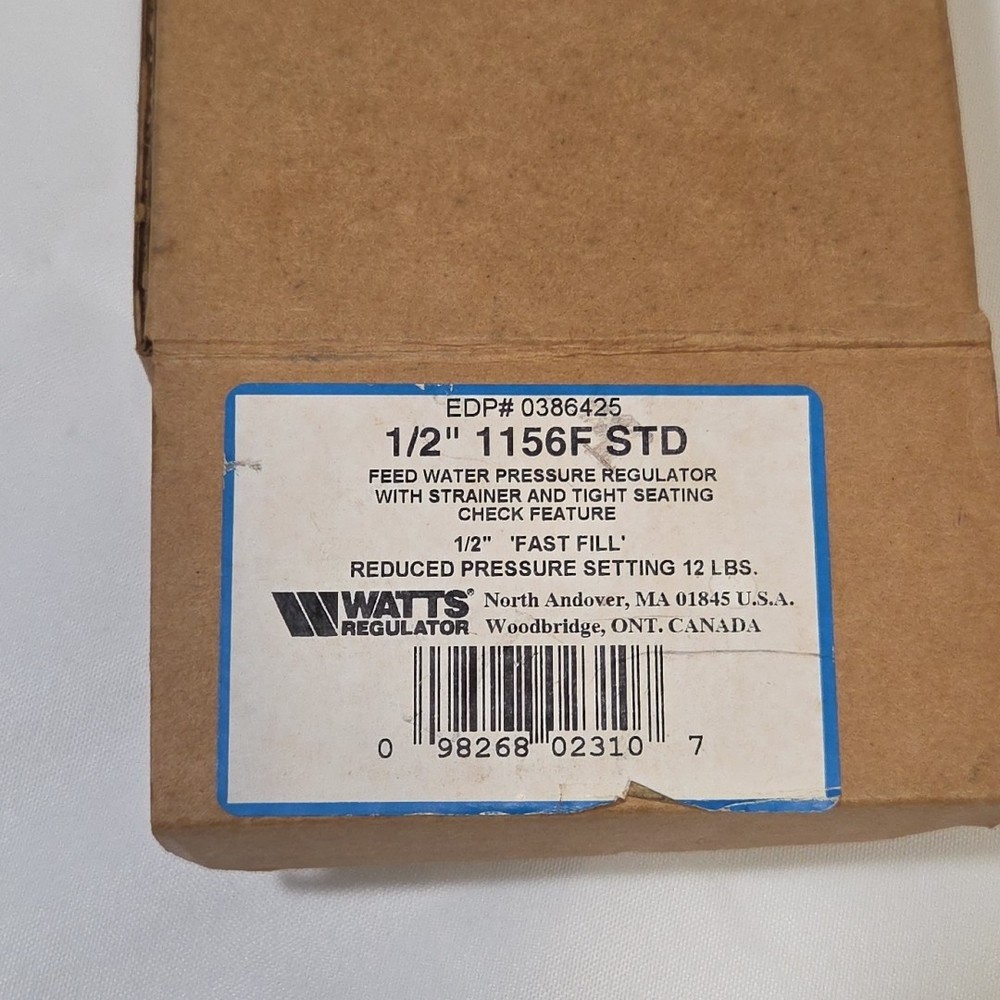 EDP# 0386425
1/2" 1156F STD
FEED WATER PRESSURE REGULATOR
WITH STRAINER AND TIGHT SEATING
CHECK FEATURE
1/2" 'FAST FILL'
REDUCED PRESSURE SETTING 12 LBS.
WATTS® North Andover, MA 01845 U.S.A.
REGULATOR Woodbridge, ONT. CANADA
0 98268 02310 7